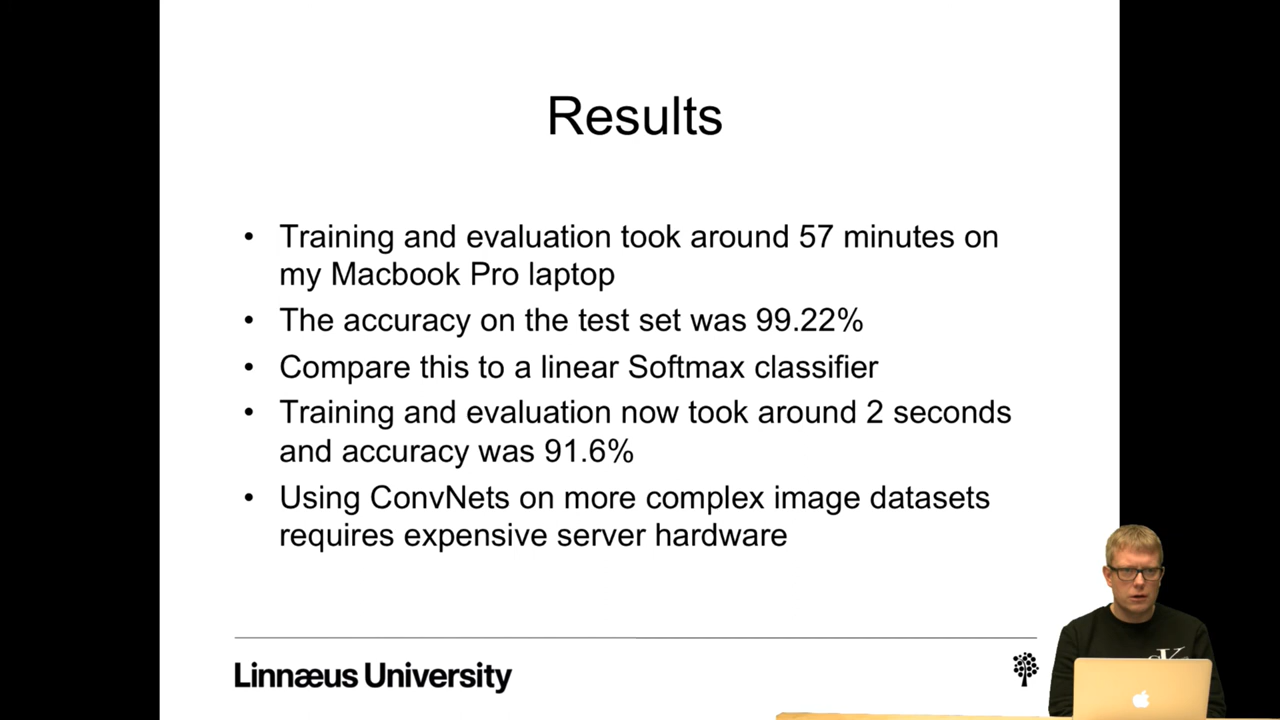 Results
• Training and evaluation took around 57 minutes on
my Macbook Pro laptop
• The accuracy on the test set was 99.22%
• Compare this to a linear Softmax classifier
• Training and evaluation now took around 2 seconds
and accuracy was 91.6%
• Using ConvNets on more complex image datasets
requires expensive server hardware
Linnæus University